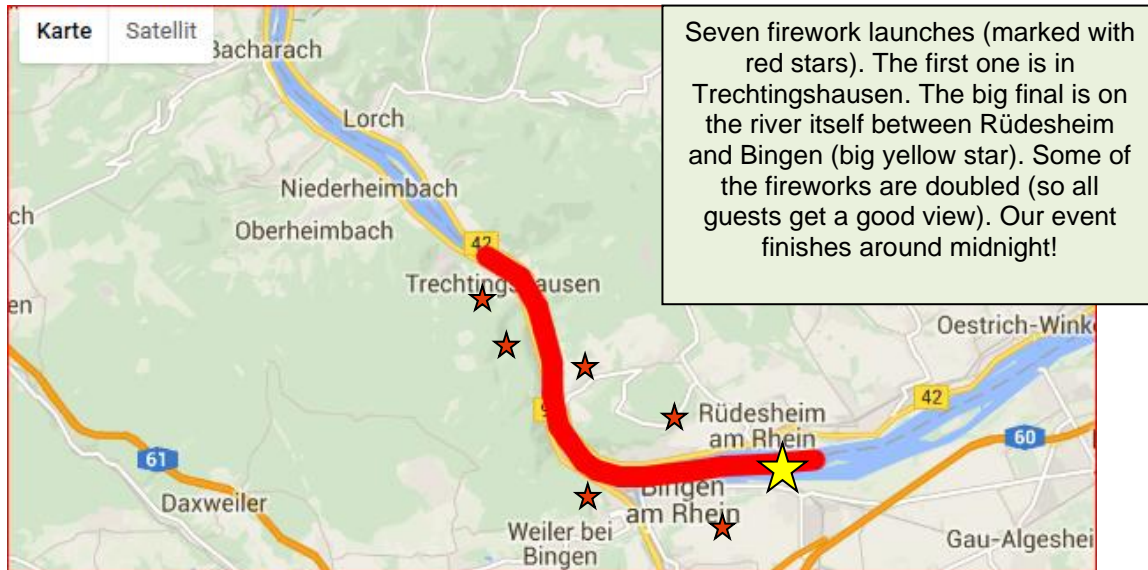 Karte Satellit
Seven firework launches (marked with
red stars). The first one is in
Trechtingshausen. The big final is on
the river itself between Rüdesheim
and Bingen (big yellow star). Some of
the fireworks are doubled (so all
guests get a good view). Our event
finishes around midnight!
Bacharach
Lorch
Niederheimbach
ch
Oberheimbach
42
Trechtingshausen
en
Oestrich-Wink
9
42
Rüdesheim
am Rhein
60
61
Daxweiler
Bingen
am Rhein
Weiler bei
Bingen
Gau-Algeshei